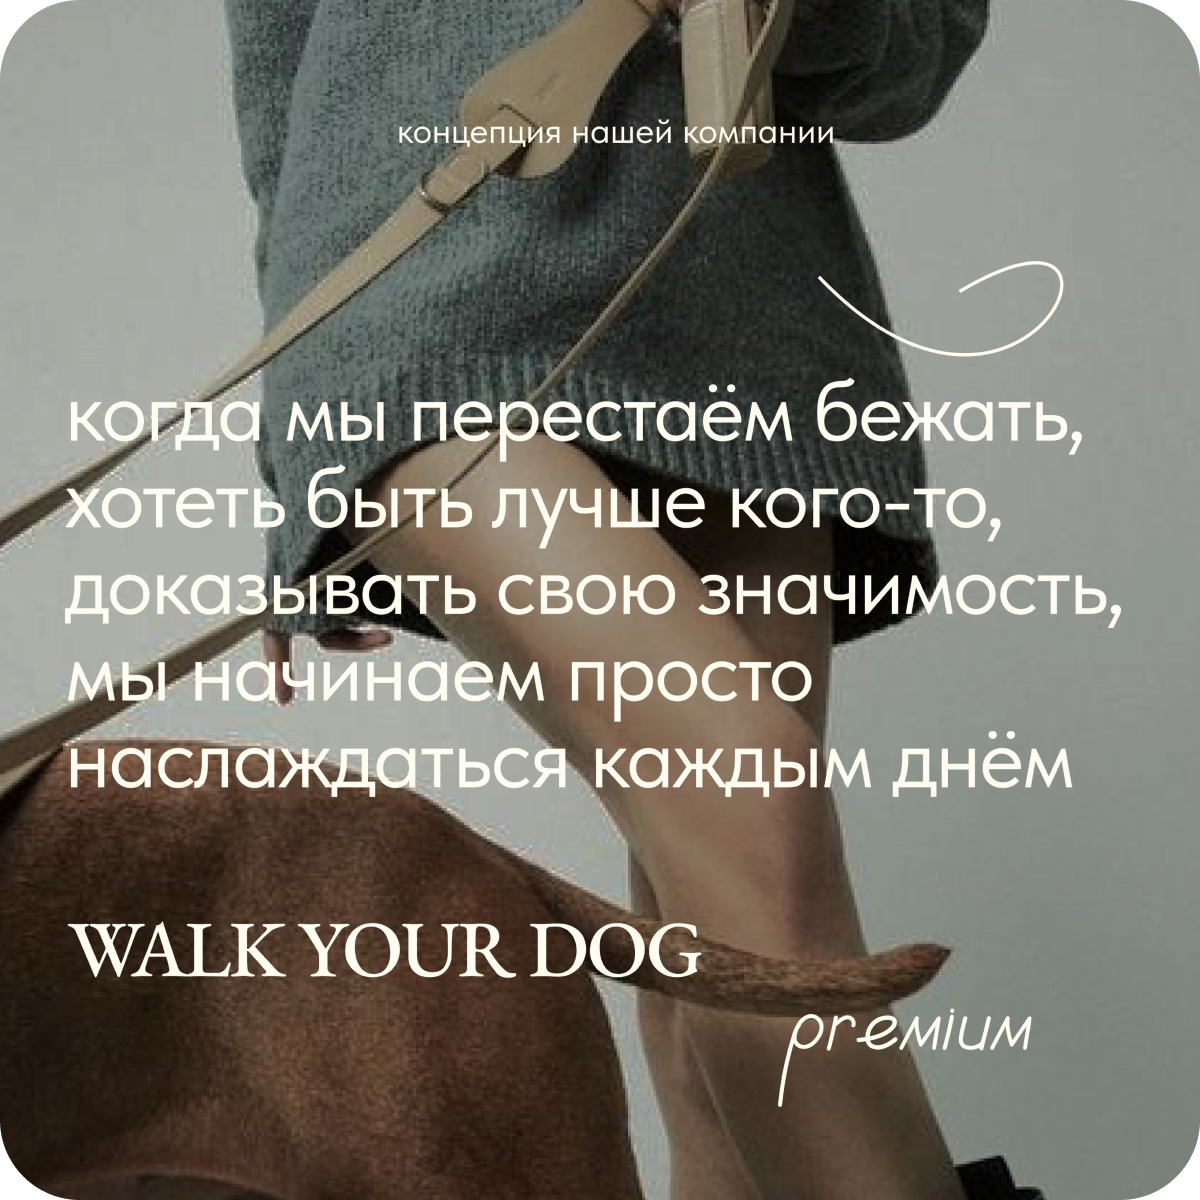 концепция нашей компании
когда мы перестаём бежать,
хотеть быть лучше кого-то,
доказывать свою значимость,
мы начинаем просто
наслаждаться каждым днём
WALK YOUR DOG
premium